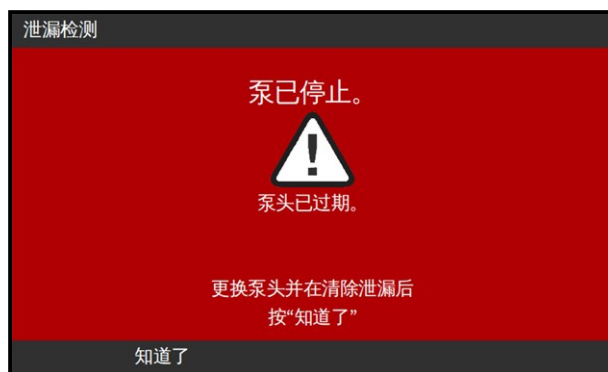 泄漏检测
泵已停止。
泵头已过期。
更换泵头并在清除泄漏后
按“知道了”
知道了